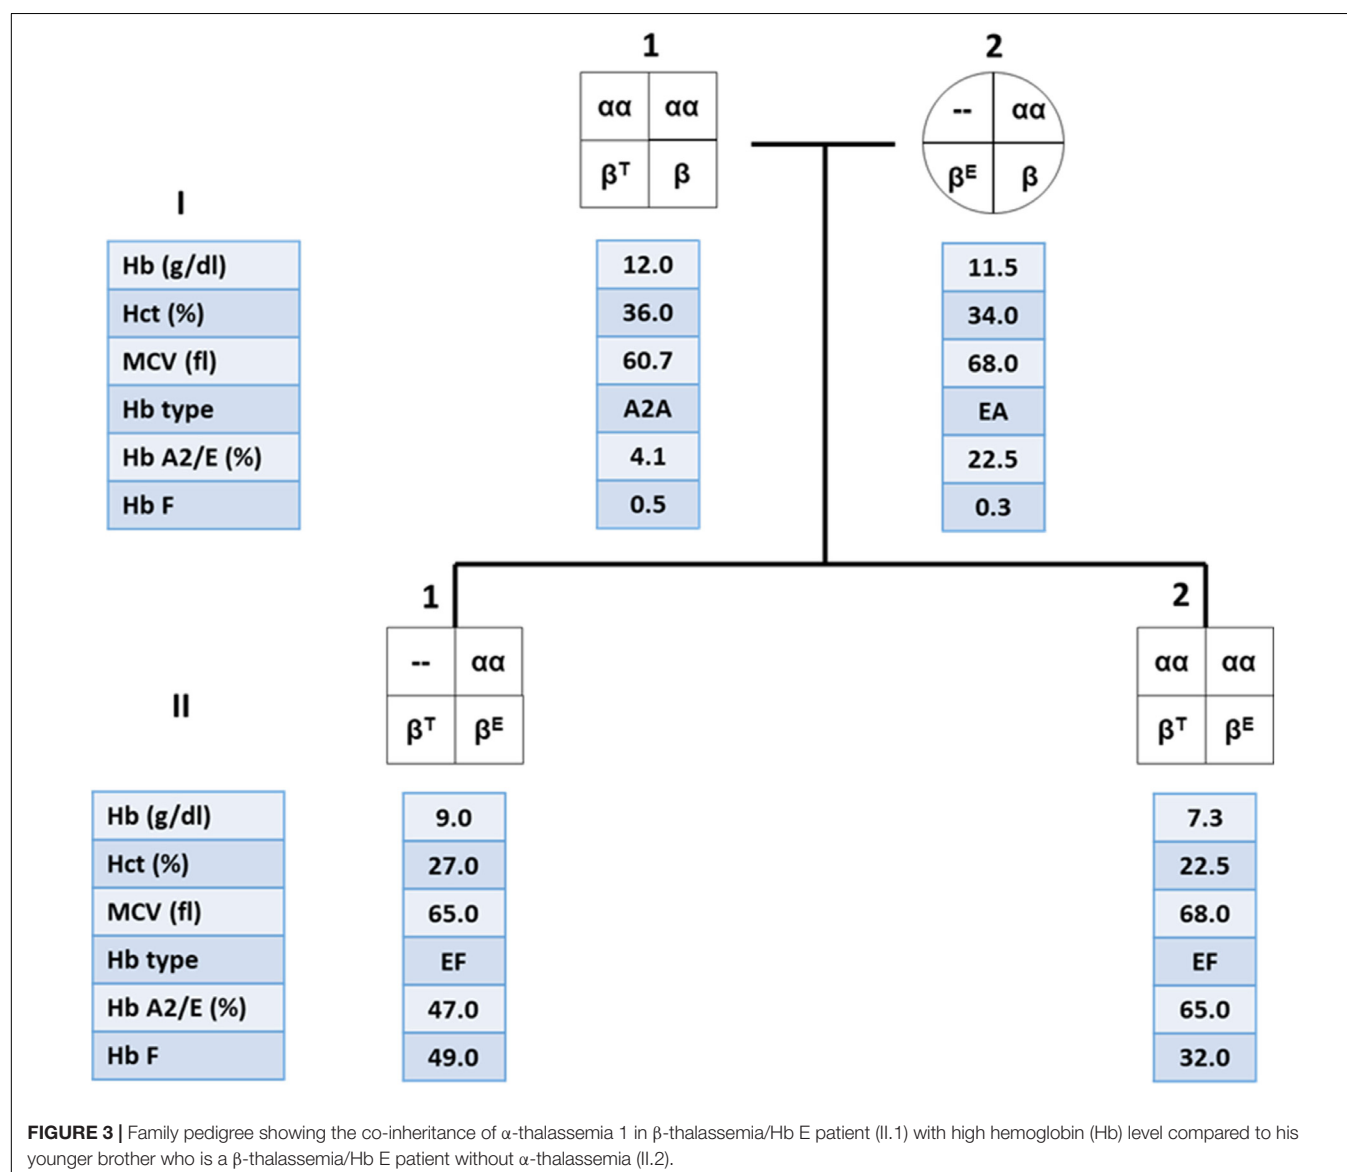 1 2
αα αα -- αα
βᵀ β βᴱ β
I
Hb (g/dl) 12.0 11.5
Hct (%) 36.0 34.0
MCV (fl) 60.7 68.0
Hb type A2A EA
Hb A2/E (%) 4.1 22.5
Hb F 0.5 0.3
1 2
-- αα αα αα
II
βᵀ βᴱ βᵀ βᴱ
Hb (g/dl) 9.0 7.3
Hct (%) 27.0 22.5
MCV (fl) 65.0 68.0
Hb type EF EF
Hb A2/E (%) 47.0 65.0
Hb F 49.0 32.0
FIGURE 3 | Family pedigree showing the co-inheritance of α-thalassemia 1 in β-thalassemia/Hb E patient (II.1) with high hemoglobin (Hb) level compared to his
younger brother who is a β-thalassemia/Hb E patient without α-thalassemia (II.2).